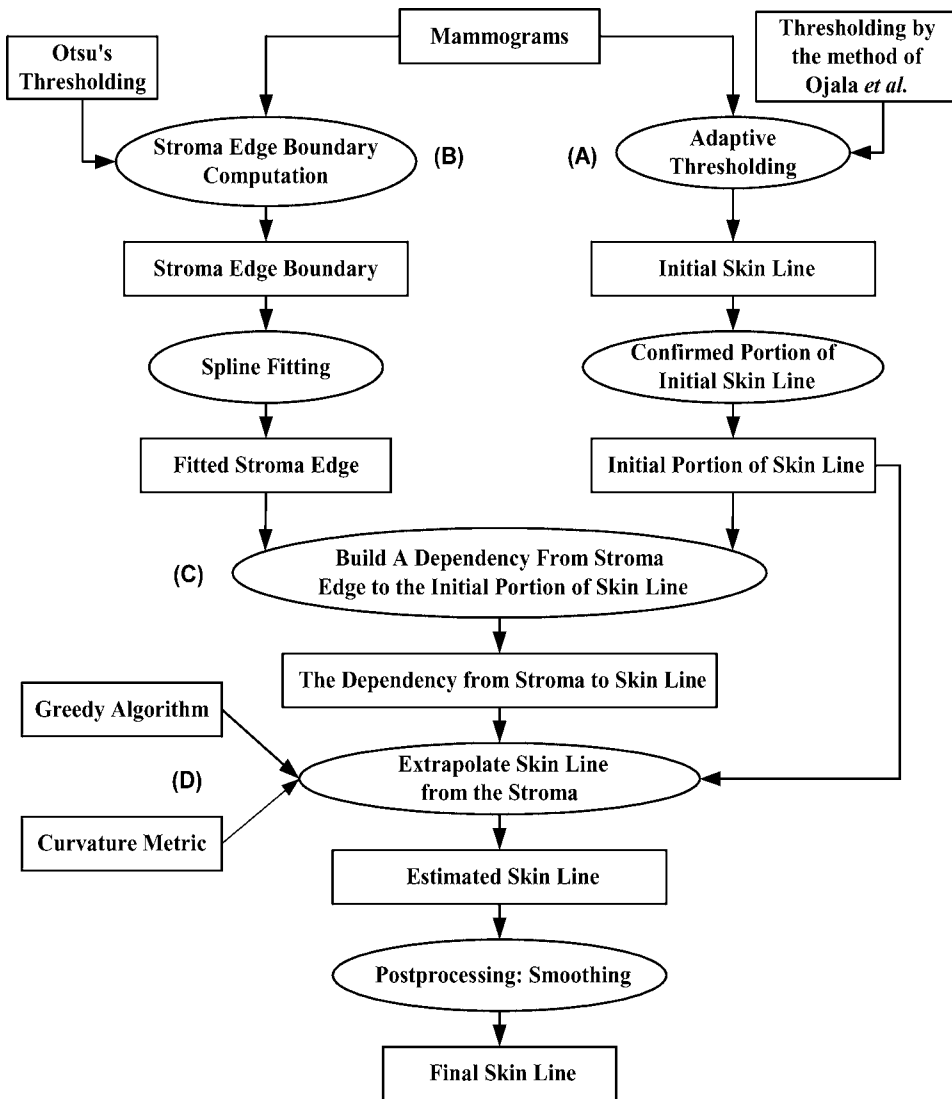 Mammograms
Otsu's
Thresholding
Thresholding by
the method of
Ojala et al.
Stroma Edge Boundary
Computation
(B)
(A)
Adaptive
Thresholding
Stroma Edge Boundary
Initial Skin Line
Spline Fitting
Confirmed Portion of
Initial Skin Line
Fitted Stroma Edge
Initial Portion of Skin Line
(C)
Build A Dependency From Stroma
Edge to the Initial Portion of Skin Line
The Dependency from Stroma to Skin Line
Greedy Algorithm
(D)
Extrapolate Skin Line
from the Stroma
Curvature Metric
Estimated Skin Line
Postprocessing: Smoothing
Final Skin Line